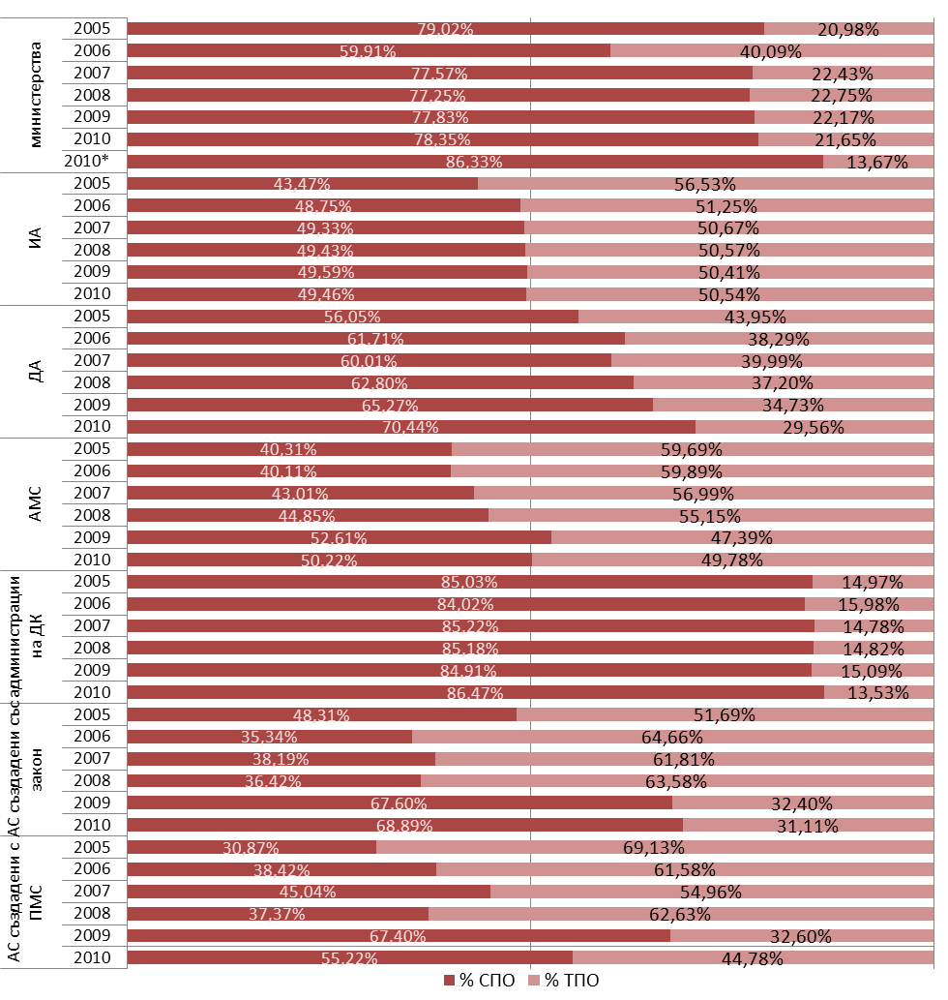 министерства
2005 79,02% 20,98%
2006 59,91% 40,09%
2007 77,57% 22,43%
2008 77,25% 22,75%
2009 77,83% 22,17%
2010 78,35% 21,65%
2010* 86,33% 13,67%
ИА
2005 43,47% 56,53%
2006 48,75% 51,25%
2007 49,33% 50,67%
2008 49,43% 50,57%
2009 49,59% 50,41%
2010 49,46% 50,54%
ДА
2005 56,05% 43,95%
2006 61,71% 38,29%
2007 60,01% 39,99%
2008 62,80% 37,20%
2009 65,27% 34,73%
2010 70,44% 29,56%
АМС
2005 40,31% 59,69%
2006 40,11% 59,89%
2007 43,01% 56,99%
2008 44,85% 55,15%
2009 52,61% 47,39%
2010 50,22% 49,78%
администрации
на ДК
2005 85,03% 14,97%
2006 84,02% 15,98%
2007 85,22% 14,78%
2008 85,18% 14,82%
2009 84,91% 15,09%
2010 86,47% 13,53%
АС създадени със
закон
2005 48,31% 51,69%
2006 35,34% 64,66%
2007 38,19% 61,81%
2008 36,42% 63,58%
2009 67,60% 32,40%
2010 68,89% 31,11%
АС създадени с
ПМС
2005 30,87% 69,13%
2006 38,42% 61,58%
2007 45,04% 54,96%
2008 37,37% 62,63%
2009 67,40% 32,60%
2010 55,22% 44,78%
% СПО % ТПО